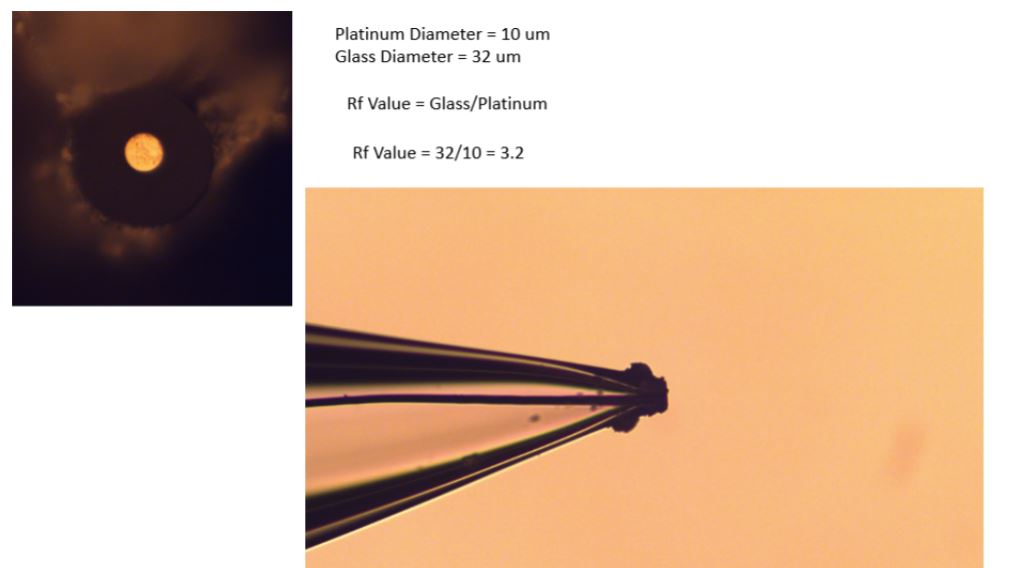 Platinum Diameter = 10 um
Glass Diameter = 32 um
Rf Value = Glass/Platinum
Rf Value = 32/10 = 3.2